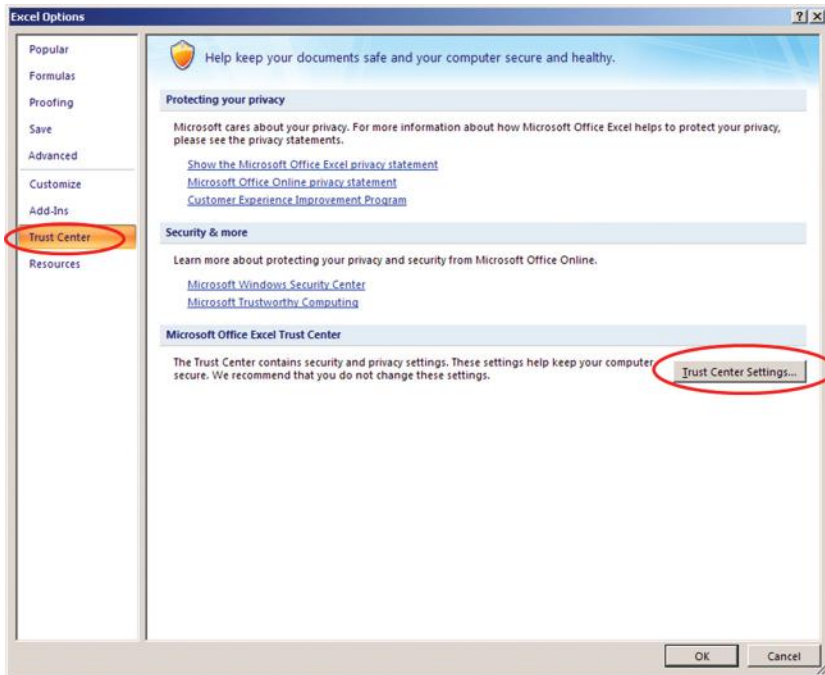 Excel Options
Popular
Formulas
Proofing
Save
Advanced
Customize
Add-Ins
Trust Center
Resources
Help keep your documents safe and your computer secure and healthy.
Protecting your privacy
Microsoft cares about your privacy. For more information about how Microsoft Office Excel helps to protect your privacy,
please see the privacy statements.
Show the Microsoft Office Excel privacy statement
Microsoft Office Online privacy statement
Customer Experience Improvement Program
Security & more
Learn more about protecting your privacy and security from Microsoft Office Online.
Microsoft Windows Security Center
Microsoft Trustworthy Computing
Microsoft Office Excel Trust Center
The Trust Center contains security and privacy settings. These settings help keep your computer
secure. We recommend that you do not change these settings.
Trust Center Settings...
OK
Cancel